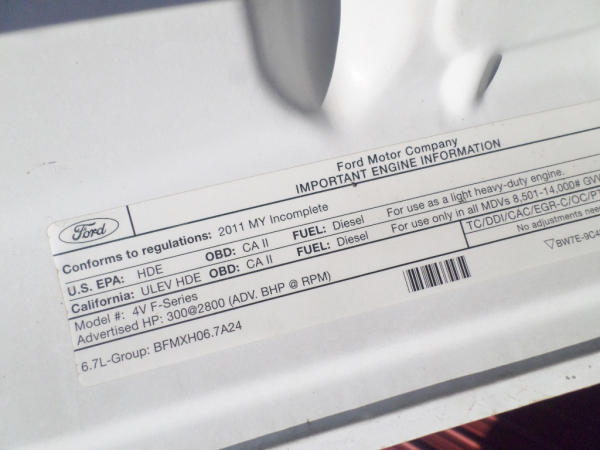 Ford Motor Company
IMPORTANT ENGINE INFORMATION
Ford
Conforms to regulations: 2011 MY Incomplete
U.S. EPA: HDE OBD: CA II FUEL: Diesel For use as a light heavy-duty engine.
California: ULEV HDE OBD: CA II FUEL: Diesel For use only in all MDVs 8,501-14,000# GVW
Model #: 4V F-Series TC/DDI/CAC/EGR-C/OC/PT
Advertised HP: 300@2800 (ADV. BHP @ RPM) No adjustments nee
6.7L-Group: BFMXH06.7A24 BW7E-9C4